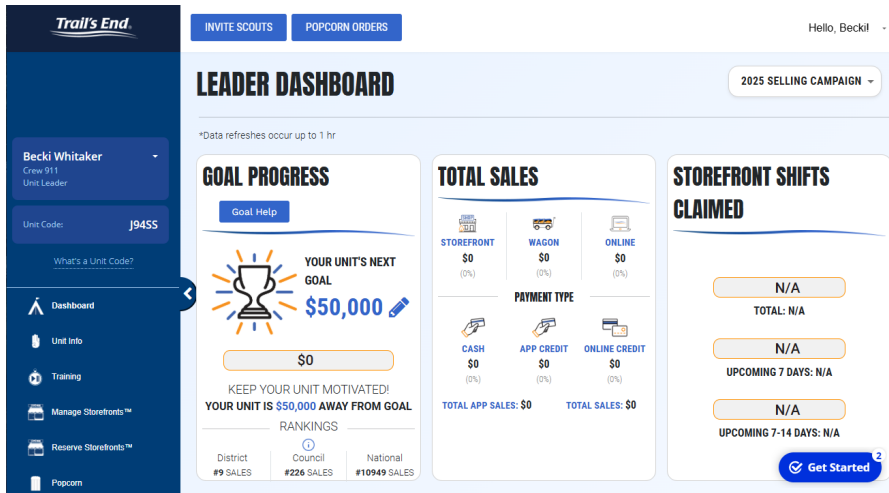 Trail's End®
INVITE SCOUTS
POPCORN ORDERS
Hello, Becki!
LEADER DASHBOARD
2025 SELLING CAMPAIGN
*Data refreshes occur up to 1 hr
Becki Whitaker
Crew 911
Unit Leader
Unit Code: J94SS
What's a Unit Code?
Dashboard
Unit Info
Training
Manage Storefronts™
Reserve Storefronts™
Popcorn
GOAL PROGRESS
Goal Help
YOUR UNIT'S NEXT
GOAL
$50,000
$0
KEEP YOUR UNIT MOTIVATED!
YOUR UNIT IS $50,000 AWAY FROM GOAL
RANKINGS
District Council National
#9 SALES #226 SALES #10949 SALES
TOTAL SALES
STOREFRONT WAGON ONLINE
$0 $0 $0
(0%) (0%) (0%)
PAYMENT TYPE
CASH APP CREDIT ONLINE CREDIT
$0 $0 $0
(0%) (0%) (0%)
TOTAL APP SALES: $0 TOTAL SALES: $0
STOREFRONT SHIFTS
CLAIMED
N/A
TOTAL: N/A
N/A
UPCOMING 7 DAYS: N/A
N/A
UPCOMING 7-14 DAYS: N/A
Get Started
2